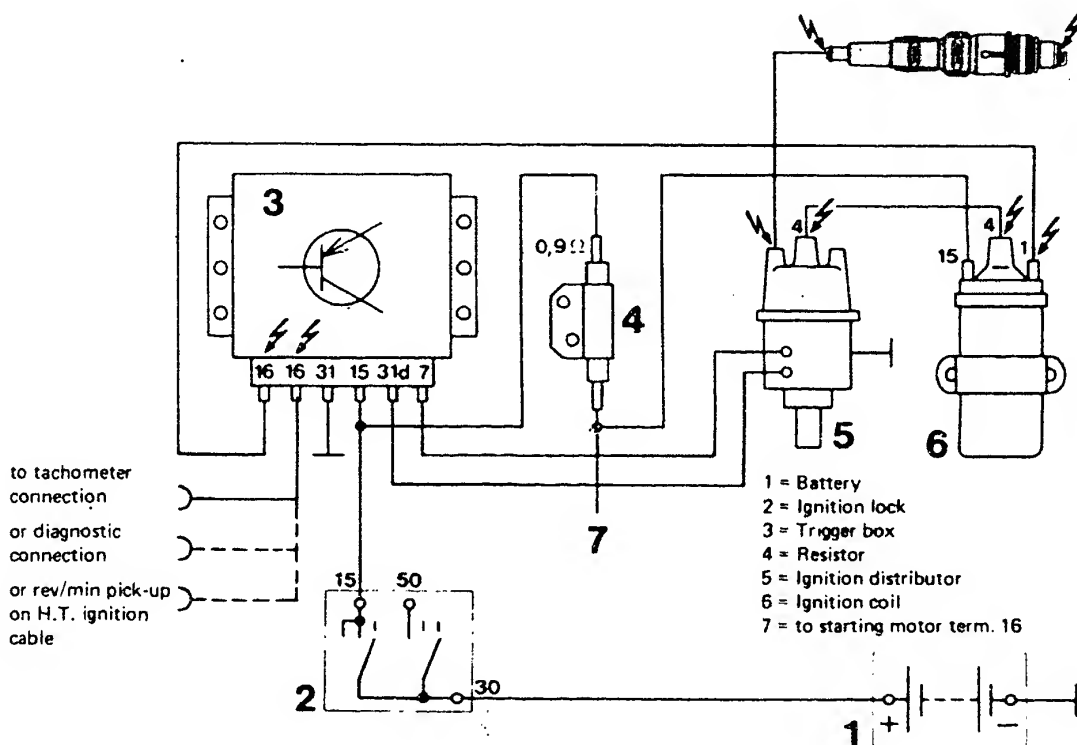 3
0,9Ω
4
4
4
15
1
16 16 31 15 31d 7
5
6
to tachometer
connection
or diagnostic
connection
or rev/min pick-up
on H.T. ignition
cable
7
1 = Battery
2 = Ignition lock
3 = Trigger box
4 = Resistor
5 = Ignition distributor
6 = Ignition coil
7 = to starting motor term. 16
15 50
2
30
1
+ −